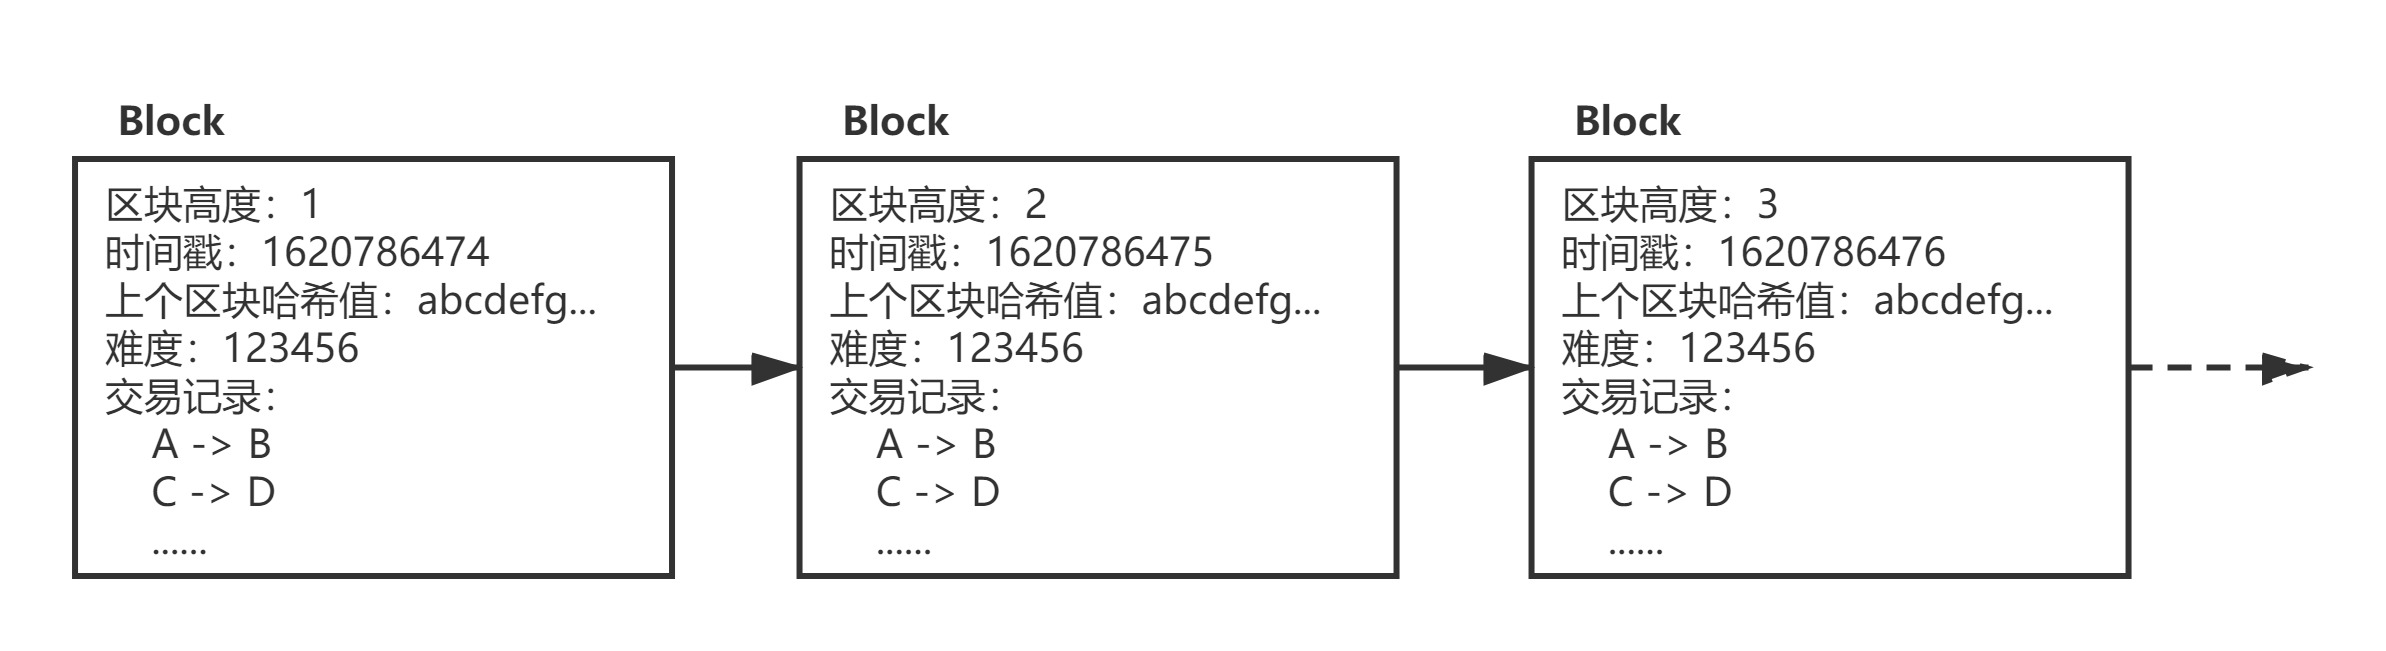 Block
区块高度：1
时间戳：1620786474
上个区块哈希值：abcdefg...
难度：123456
交易记录：
A -> B
C -> D
......
Block
区块高度：2
时间戳：1620786475
上个区块哈希值：abcdefg...
难度：123456
交易记录：
A -> B
C -> D
......
Block
区块高度：3
时间戳：1620786476
上个区块哈希值：abcdefg...
难度：123456
交易记录：
A -> B
C -> D
......